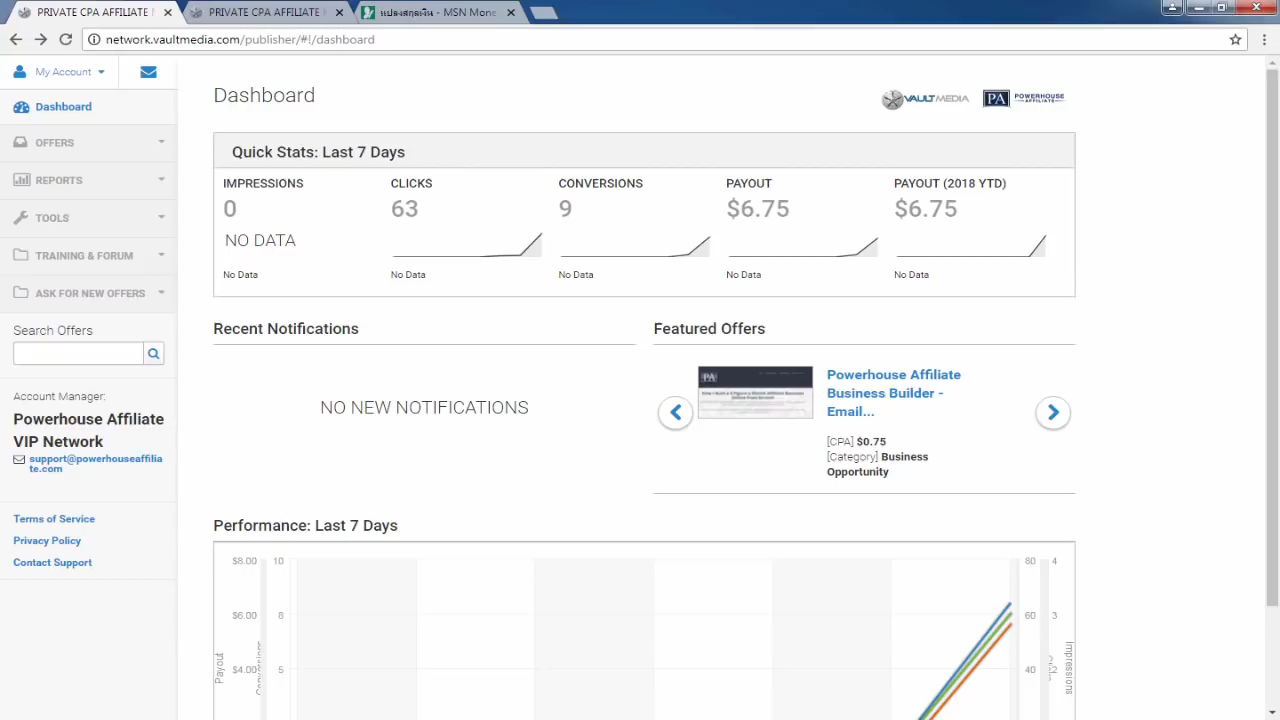 PRIVATE CPA AFFILIATE
PRIVATE CPA AFFILIATE
แปลงสกุลเงิน - MSN Mone
network.vaultmedia.com/publisher/#!/dashboard
My Account
Dashboard
OFFERS
REPORTS
TOOLS
TRAINING & FORUM
ASK FOR NEW OFFERS
Search Offers
Account Manager:
Powerhouse Affiliate
VIP Network
support@powerhouseaffilia
te.com
Terms of Service
Privacy Policy
Contact Support
Dashboard
VAULTMEDIA
PA POWERHOUSE
AFFILIATE
Quick Stats: Last 7 Days
IMPRESSIONS CLICKS CONVERSIONS PAYOUT PAYOUT (2018 YTD)
0 63 9 $6.75 $6.75
NO DATA
No Data No Data No Data No Data No Data
Recent Notifications
NO NEW NOTIFICATIONS
Featured Offers
PA
Powerhouse Affiliate
Business Builder -
Email...
[CPA] $0.75
[Category] Business
Opportunity
Performance: Last 7 Days
$8.00 10 80 4
$6.00 8 60 3
$4.00 5 40 2
Payout
Conversions
Impressions